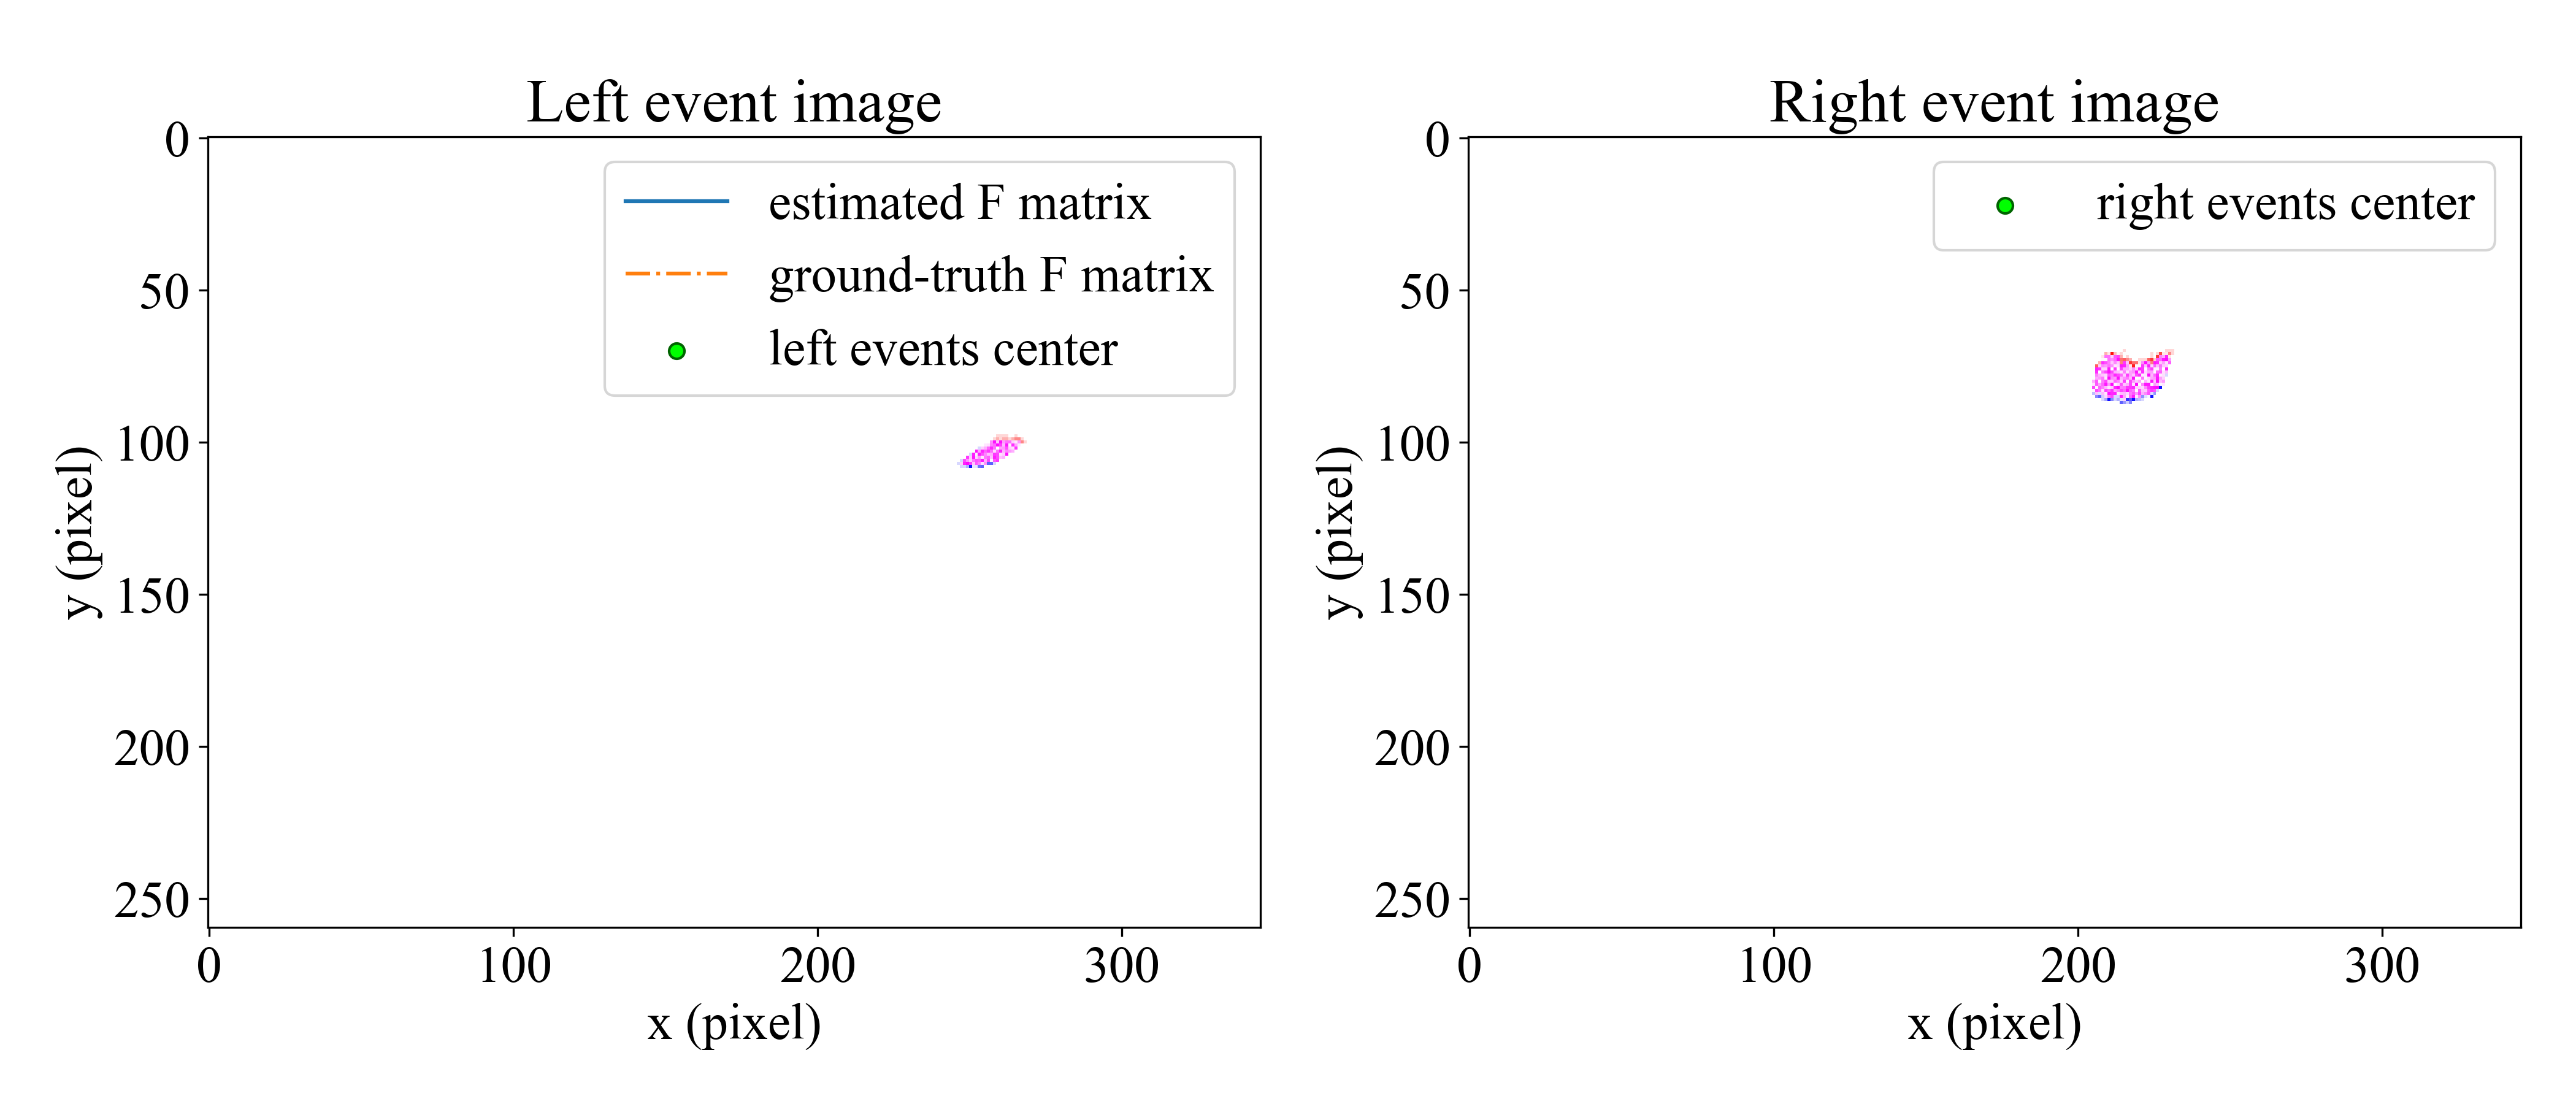 Left event image
estimated F matrix
ground-truth F matrix
left events center
0
50
100
150
200
250
y (pixel)
0 100 200 300
x (pixel)
Right event image
right events center
0
50
100
150
200
250
y (pixel)
0 100 200 300
x (pixel)